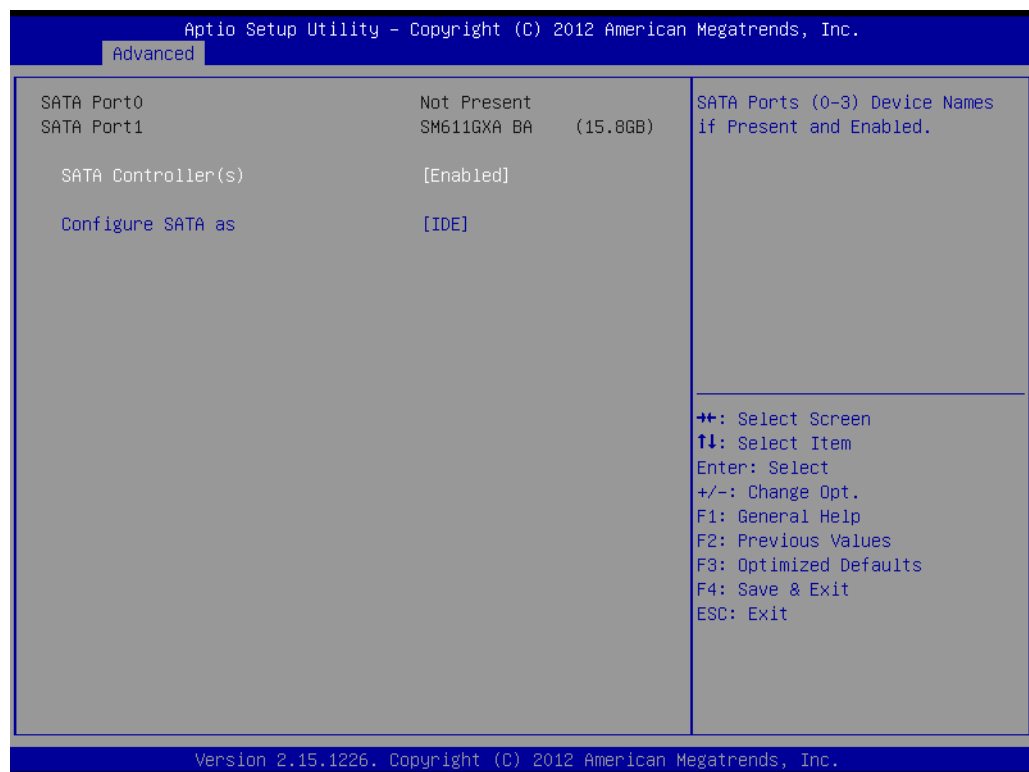 Aptio Setup Utility – Copyright (C) 2012 American Megatrends, Inc.
Advanced
SATA Port0 Not Present
SATA Port1 SM611GXA BA (15.8GB)
SATA Controller(s) [Enabled]
Configure SATA as [IDE]
SATA Ports (0-3) Device Names
if Present and Enabled.
→←: Select Screen
↑↓: Select Item
Enter: Select
+/-: Change Opt.
F1: General Help
F2: Previous Values
F3: Optimized Defaults
F4: Save & Exit
ESC: Exit
Version 2.15.1226. Copyright (C) 2012 American Megatrends, Inc.